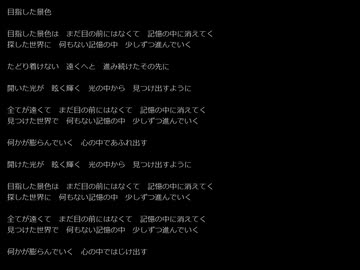 目指した景色
目指した景色は　まだ目の前にはなくて　記憶の中に消えてく
探した世界に　何もない記憶の中　少しずつ進んでいく
たどり着けない　遠くへと　進み続けたその先に
開いた光が　眩く輝く　光の中から　見つけ出すように
全てが遠くて　まだ目の前にはなくて　記憶の中に消えてく
見つけた世界で　何もない記憶の中　少しずつ進んでいく
何かが膨らんでいく　心の中であふれ出す
開けた光が　眩く輝く　光の中から　見つけ出すように
目指した景色は　まだ目の前にはなくて　記憶の中に消えてく
探した世界に　何もない記憶の中　少しずつ進んでいく
全てが遠くて　まだ目の前にはなくて　記憶の中に消えてく
見つけた世界で　何もない記憶の中　少しずつ進んでいく
何かが膨らんでいく　心の中ではじけ出す